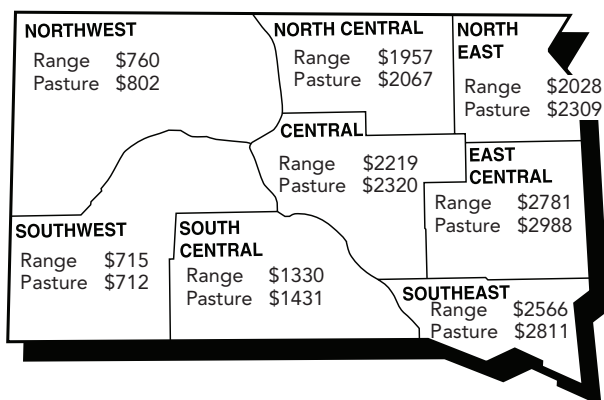 NORTHWEST
Range $760
Pasture $802
NORTH CENTRAL
Range $1957
Pasture $2067
NORTH
EAST
Range $2028
Pasture $2309
CENTRAL
Range $2219
Pasture $2320
EAST
CENTRAL
Range $2781
Pasture $2988
SOUTHWEST
Range $715
Pasture $712
SOUTH
CENTRAL
Range $1330
Pasture $1431
SOUTHEAST
Range $2566
Pasture $2811